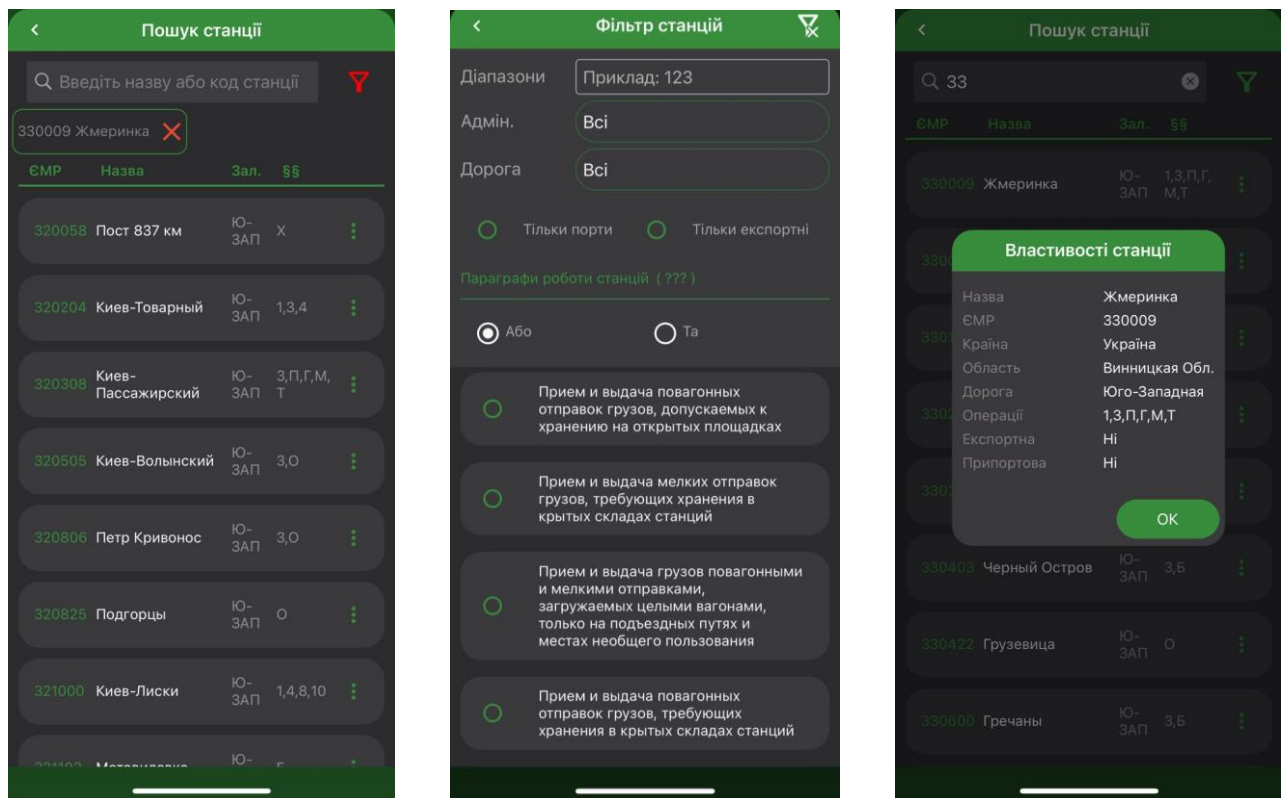 Пошук станції
Введіть назву або код станції
330009 Жмеринка
ЄМР Назва Зал. §§
320058 Пост 837 км Ю-ЗАП X
320204 Киев-Товарный Ю-ЗАП 1,3,4
320308 Киев-Пассажирский Ю-ЗАП 3,П,Г,М,Т
320505 Киев-Волынский Ю-ЗАП 3,О
320806 Петр Кривонос Ю-ЗАП 3,О
320825 Подгорцы Ю-ЗАП О
321000 Киев-Лиски Ю-ЗАП 1,4,8,10
Ю-
Фільтр станцій
Діапазони Приклад: 123
Адмін. Всі
Дорога Всі
Тільки порти Тільки експортні
Параграфи роботи станцій ( ??? )
Або Та
Прием и выдача повагонных
отправок грузов, допускаемых к
хранению на открытых площадках
Прием и выдача мелких отправок
грузов, требующих хранения в
крытых складах станций
Прием и выдача грузов повагонными
и мелкими отправками,
загружаемых целыми вагонами,
только на подъездных путях и
местах необщего пользования
Прием и выдача повагонных
отправок грузов, требующих
хранения в крытых складах станций
Пошук станції
33
ЄМР Назва Зал. §§
330009 Жмеринка Ю-ЗАП 1,3,П,Г,М,Т
Властивості станції
Назва Жмеринка
ЄМР 330009
Країна Україна
Область Винницкая Обл.
Дорога Юго-Западная
Операції 1,3,П,Г,М,Т
Експортна Ні
Припортова Ні
ОК
330403 Черный Остров Ю-ЗАП 3,Б
330422 Грузевица Ю-ЗАП О
330600 Гречаны Ю-ЗАП 3,Б